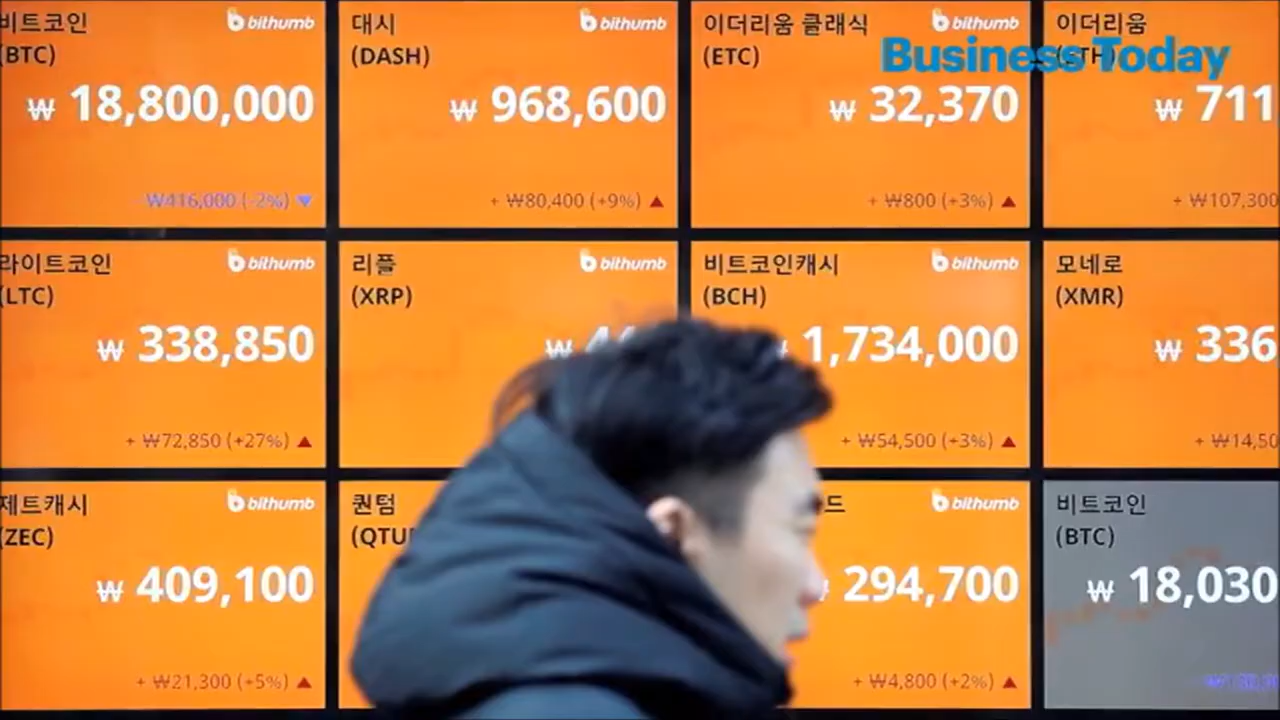 비트코인
(BTC)
bithumb
₩ 18,800,000
₩416,000 (-2%) ▼
대시
(DASH)
bithumb
₩ 968,600
+ ₩80,400 (+9%) ▲
이더리움 클래식
(ETC)
bithumb
₩ 32,370
+ ₩800 (+3%) ▲
이더리움
(ETH)
Business Today
₩ 711
+ ₩107,300
라이트코인
(LTC)
bithumb
₩ 338,850
+ ₩72,850 (+27%) ▲
리플
(XRP)
bithumb
₩
비트코인캐시
(BCH)
bithumb
1,734,000
+ ₩54,500 (+3%) ▲
모네로
(XMR)
₩ 336
+ ₩14,50
제트캐시
(ZEC)
bithumb
₩ 409,100
+ ₩21,300 (+5%) ▲
퀀텀
(QTU
드
bithumb
294,700
+ ₩4,800 (+2%) ▲
비트코인
(BTC)
₩ 18,030